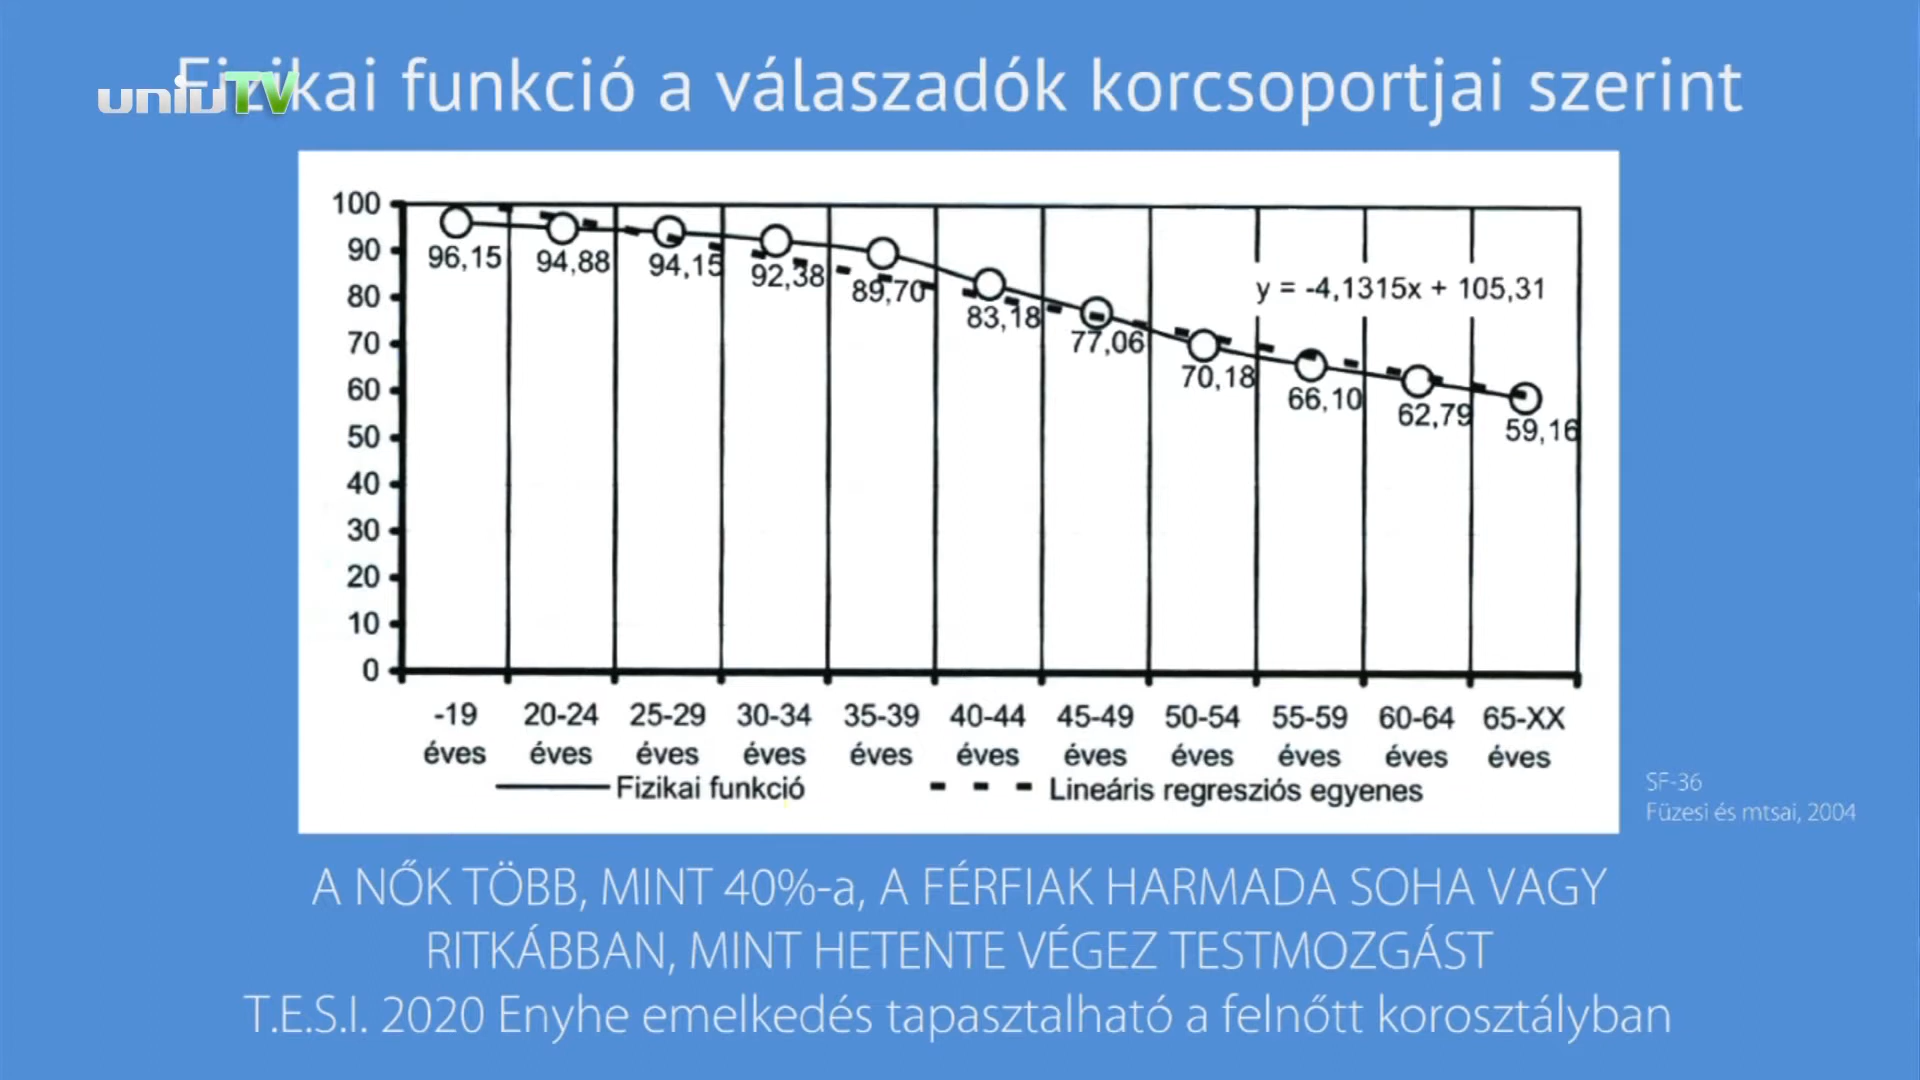 Fizikai funkció a válaszadók korcsoportjai szerint
uniuTV
100
90
80
70
60
50
40
30
20
10
0
96,15
94,88
94,15
92,38
89,70
83,18
77,06
70,18
66,10
62,79
59,16
y = -4,1315x + 105,31
-19 20-24 25-29 30-34 35-39 40-44 45-49 50-54 55-59 60-64 65-XX
éves éves éves éves éves éves éves éves éves éves éves
Fizikai funkció
Lineáris regressziós egyenes
SF-36
Füzesi és mtsai, 2004
A NŐK TÖBB, MINT 40%-a, A FÉRFIAK HARMADA SOHA VAGY
RITKÁBBAN, MINT HETENTE VÉGEZ TESTMOZGÁST
T.E.S.I. 2020 Enyhe emelkedés tapasztalható a felnőtt korosztályban